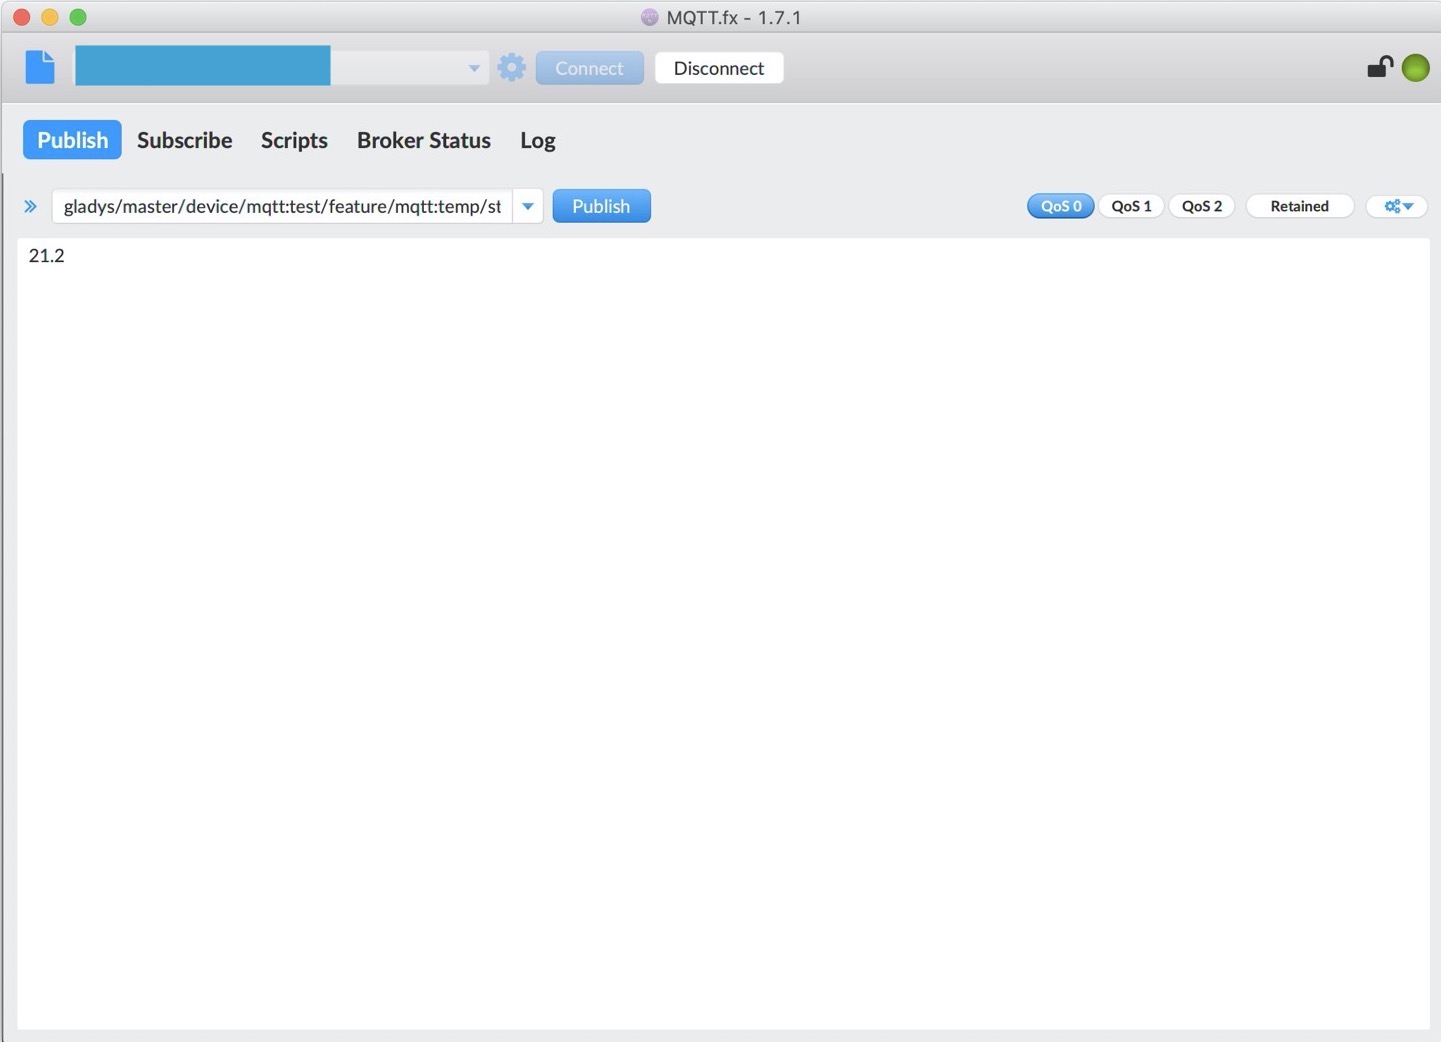 MQTT.fx - 1.7.1
Connect Disconnect
Publish Subscribe Scripts Broker Status Log
gladys/master/device/mqtt:test/feature/mqtt:temp/st Publish QoS 0 QoS 1 QoS 2 Retained
21.2